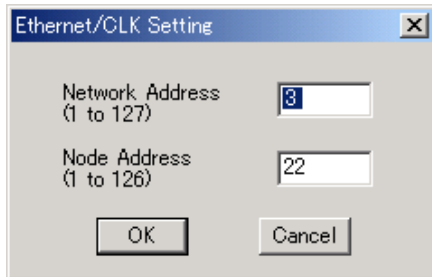 Ethernet/CLK Setting
Network Address
(1 to 127)
3
Node Address
(1 to 126)
22
OK
Cancel